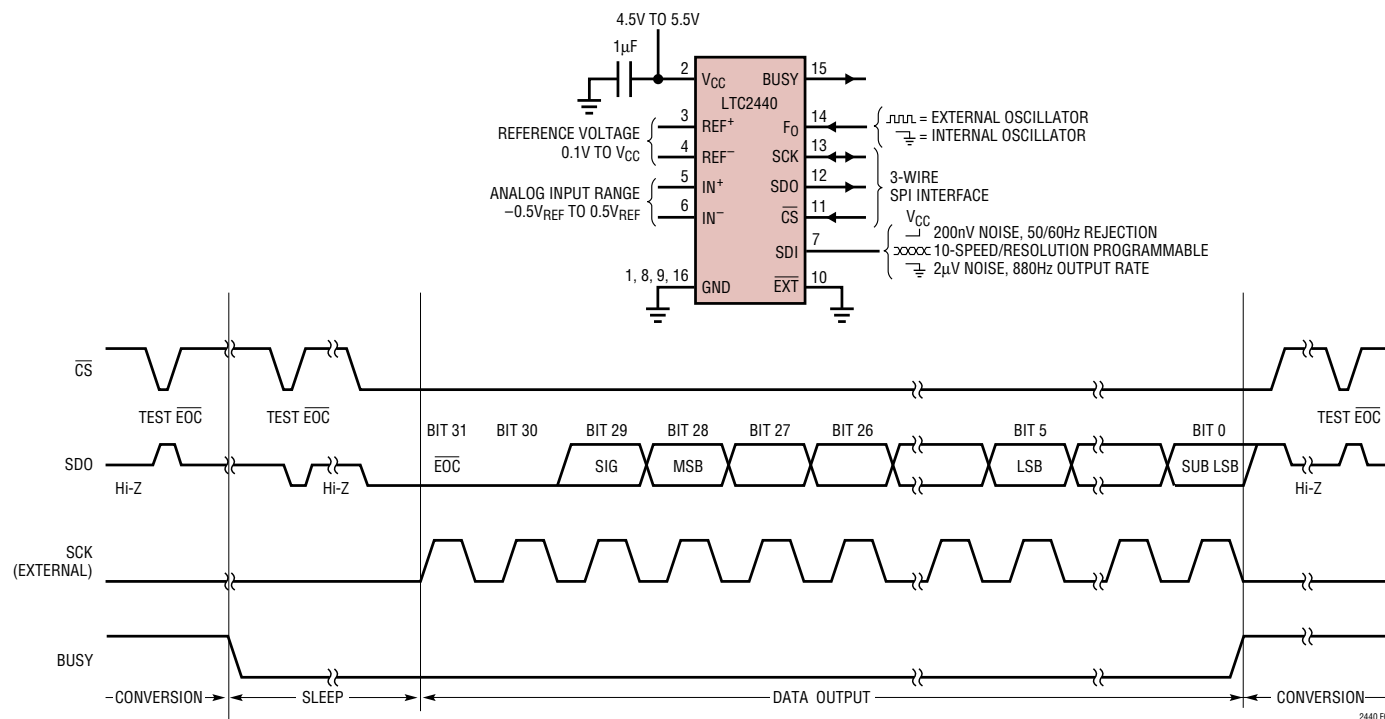 4.5V TO 5.5V
1µF
2
VCC
BUSY
15
LTC2440
REFERENCE VOLTAGE
0.1V TO VCC
3
REF+
4
REF−
FO
14
= EXTERNAL OSCILLATOR
= INTERNAL OSCILLATOR
SCK
13
SDO
12
CS
11
3-WIRE
SPI INTERFACE
ANALOG INPUT RANGE
−0.5VREF TO 0.5VREF
5
IN+
6
IN−
SDI
7
VCC
200nV NOISE, 50/60Hz REJECTION
10-SPEED/RESOLUTION PROGRAMMABLE
2µV NOISE, 880Hz OUTPUT RATE
1, 8, 9, 16
GND
EXT
10
CS
TEST EOC
TEST EOC
TEST EOC
BIT 31
BIT 30
BIT 29
BIT 28
BIT 27
BIT 26
BIT 5
BIT 0
SDO
EOC
SIG
MSB
LSB
SUB LSB
Hi-Z
Hi-Z
Hi-Z
SCK
(EXTERNAL)
BUSY
CONVERSION
SLEEP
DATA OUTPUT
CONVERSION